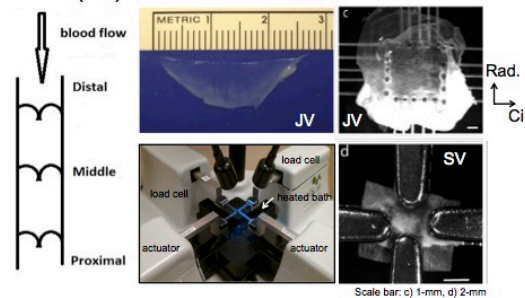 blood flow
Distal
Middle
Proximal
METRIC 1 2 3
JV
c
JV
Rad.
Ci
load cell
load cell
heated bath
actuator
actuator
d
SV
Scale bar: c) 1-mm, d) 2-mm